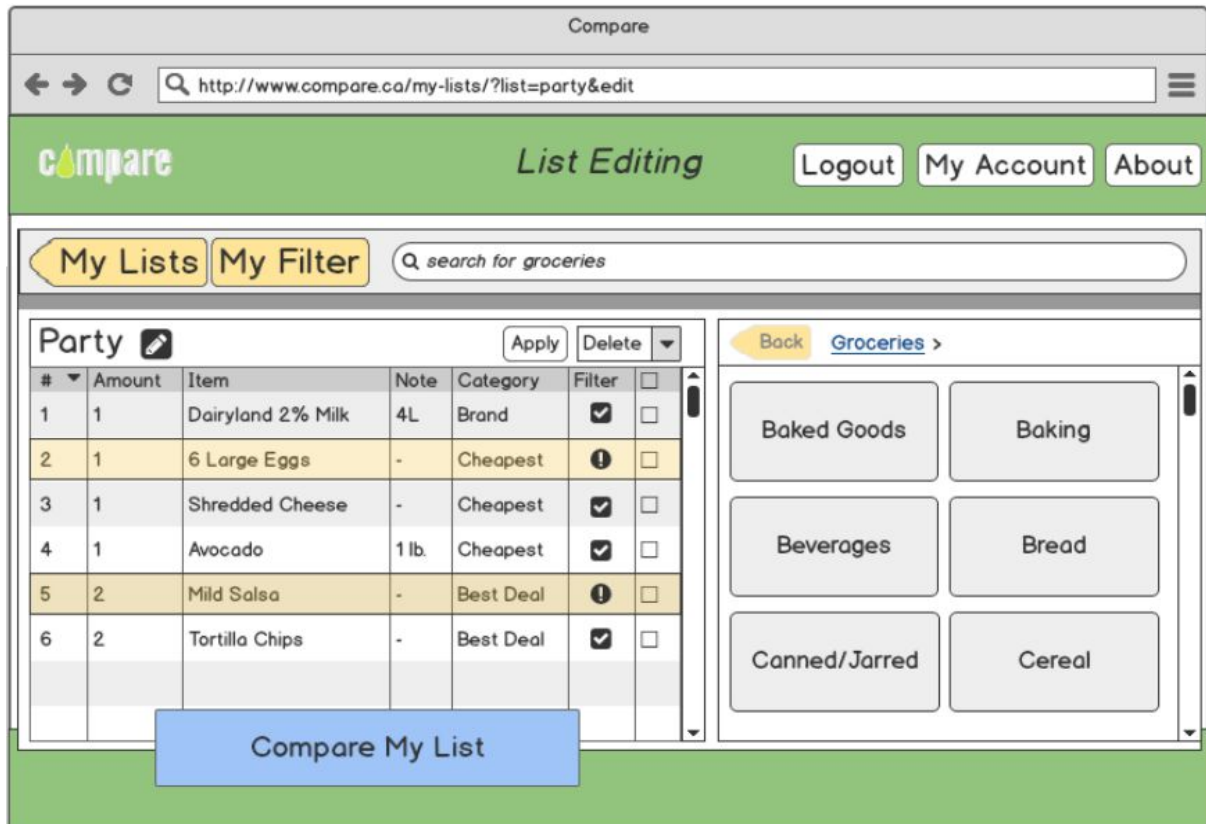 Compare
http://www.compare.ca/my-lists/?list=party&edit
compare List Editing Logout My Account About
My Lists My Filter search for groceries
Party Apply Delete
# Amount Item Note Category Filter
1 1 Dairyland 2% Milk 4L Brand
2 1 6 Large Eggs - Cheapest
3 1 Shredded Cheese - Cheapest
4 1 Avocado 1 lb. Cheapest
5 2 Mild Salsa - Best Deal
6 2 Tortilla Chips - Best Deal
Compare My List
Back Groceries >
Baked Goods Baking
Beverages Bread
Canned/Jarred Cereal